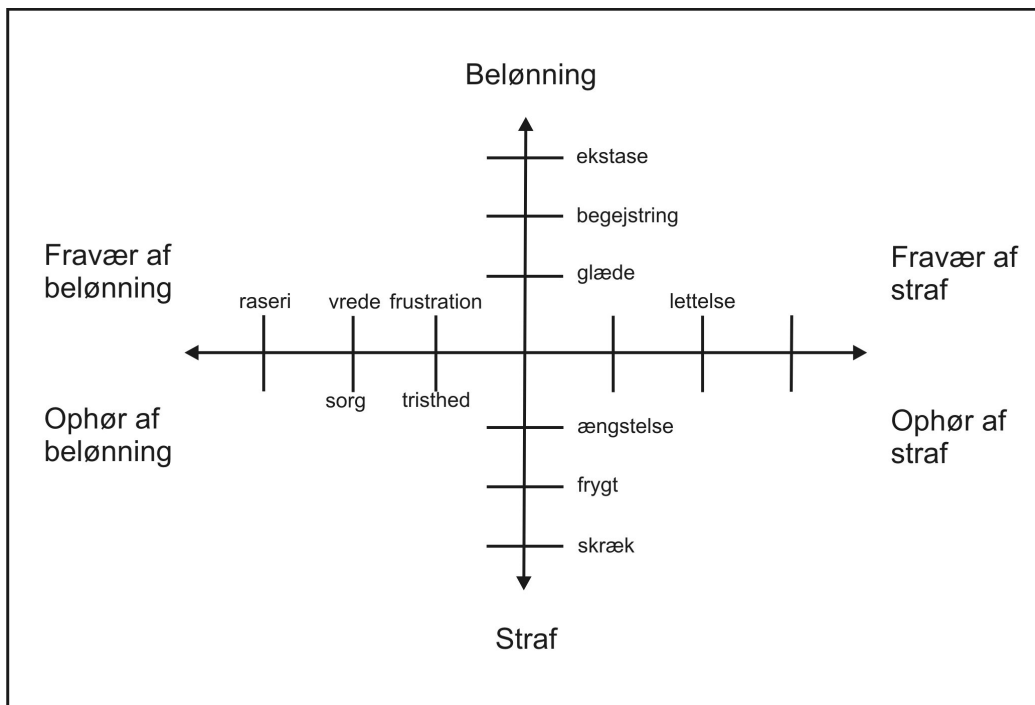 Belønning
ekstase
begejstring
glæde
Fravær af
belønning
Fravær af
straf
raseri
vrede
frustration
lettelse
sorg
tristhed
Ophør af
belønning
Ophør af
straf
ængstelse
frygt
skræk
Straf